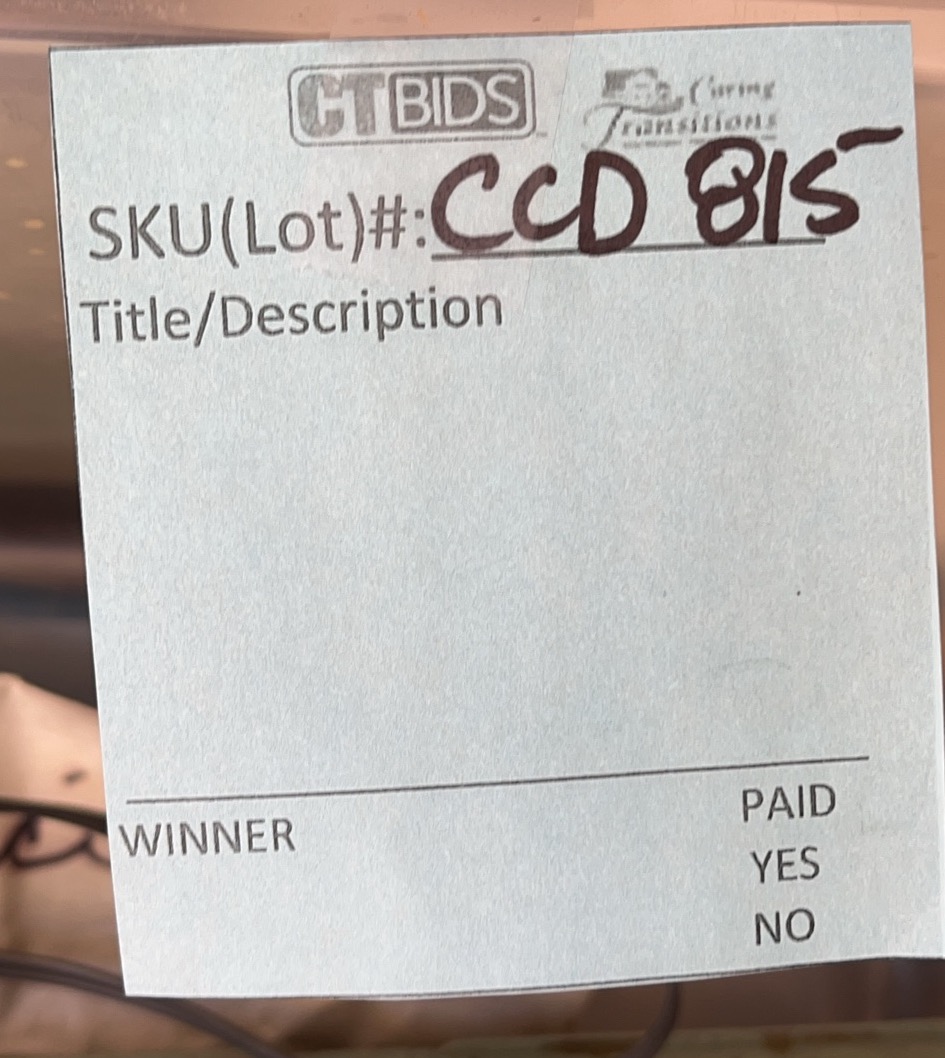 CTBIDS
Caring
Transitions
SKU(Lot)#: CCD 815
Title/Description
WINNER
PAID
YES
NO